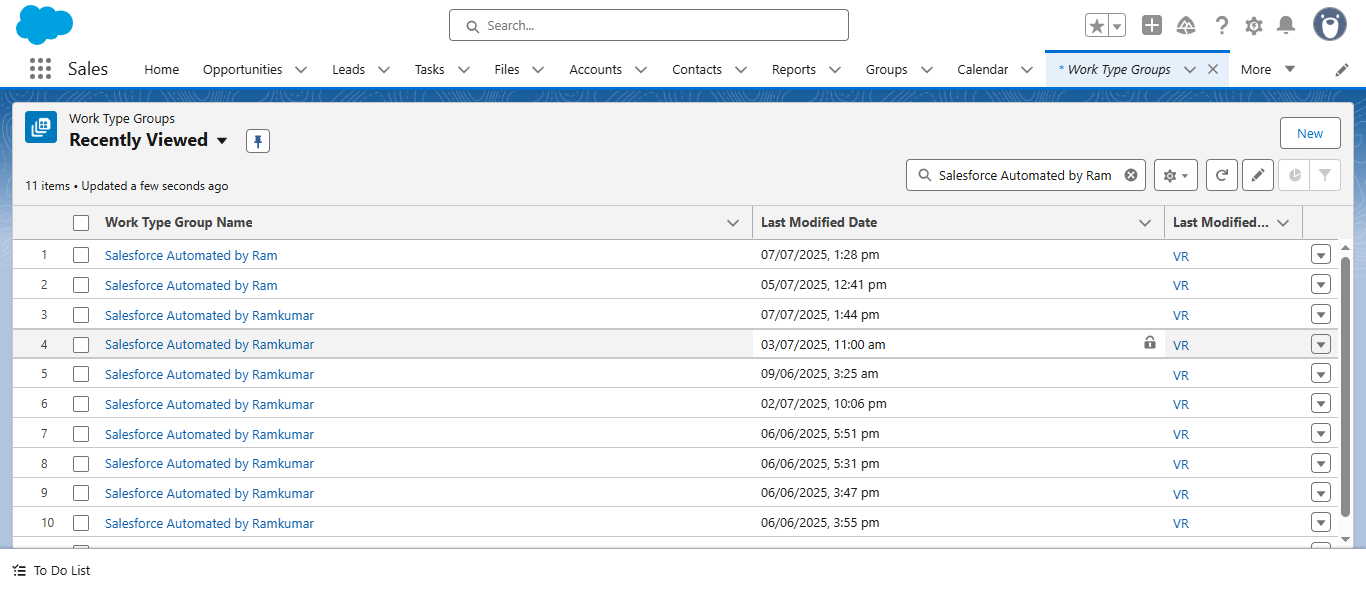 Search...
Sales
Home
Opportunities
Leads
Tasks
Files
Accounts
Contacts
Reports
Groups
Calendar
* Work Type Groups
More
Work Type Groups
Recently Viewed
New
11 items • Updated a few seconds ago
Salesforce Automated by Ram
Work Type Group Name Last Modified Date Last Modified...
1 Salesforce Automated by Ram 07/07/2025, 1:28 pm VR
2 Salesforce Automated by Ram 05/07/2025, 12:41 pm VR
3 Salesforce Automated by Ramkumar 07/07/2025, 1:44 pm VR
4 Salesforce Automated by Ramkumar 03/07/2025, 11:00 am VR
5 Salesforce Automated by Ramkumar 09/06/2025, 3:25 am VR
6 Salesforce Automated by Ramkumar 02/07/2025, 10:06 pm VR
7 Salesforce Automated by Ramkumar 06/06/2025, 5:51 pm VR
8 Salesforce Automated by Ramkumar 06/06/2025, 5:31 pm VR
9 Salesforce Automated by Ramkumar 06/06/2025, 3:47 pm VR
10 Salesforce Automated by Ramkumar 06/06/2025, 3:55 pm VR
To Do List